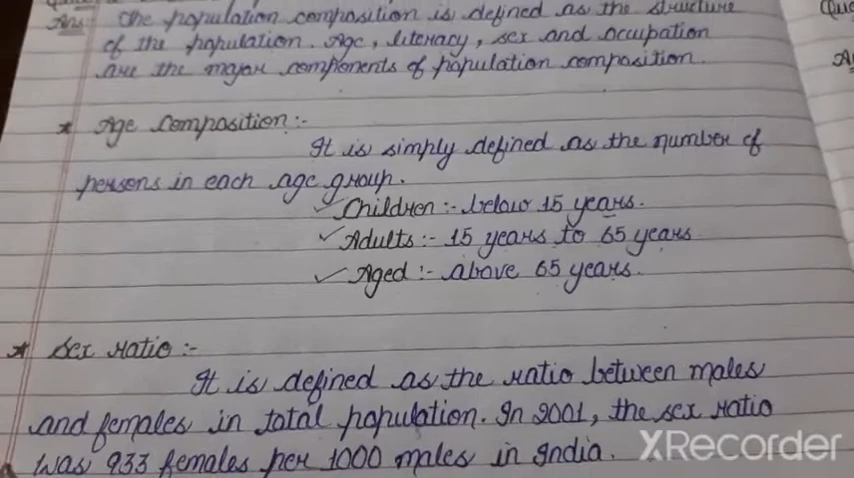 Ans: The population composition is defined as the structure
of the population. Age, literacy, sex and occupation
are the major components of population composition.
* Age composition:-
It is simply defined as the number of
persons in each age group.
✓ Children :- below 15 years.
✓ Adults :- 15 years to 65 years
✓ Aged :- above 65 years.
* Sex ratio :-
It is defined as the ratio between males
and females in total population. In 2001, the sex ratio
was 933 females per 1000 males in India.
XRecorder